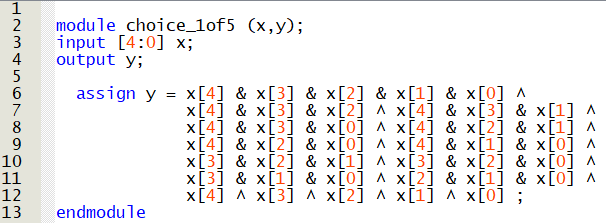 1
2 module choice_1of5 (x,y);
3 input [4:0] x;
4 output y;
5
6 assign y = x[4] & x[3] & x[2] & x[1] & x[0] ^
7 x[4] & x[3] & x[2] ^ x[4] & x[3] & x[1] ^
8 x[4] & x[3] & x[0] ^ x[4] & x[2] & x[1] ^
9 x[4] & x[2] & x[0] ^ x[4] & x[1] & x[0] ^
10 x[3] & x[2] & x[1] ^ x[3] & x[2] & x[0] ^
11 x[3] & x[1] & x[0] ^ x[2] & x[1] & x[0] ^
12 x[4] ^ x[3] ^ x[2] ^ x[1] ^ x[0] ;
13 endmodule